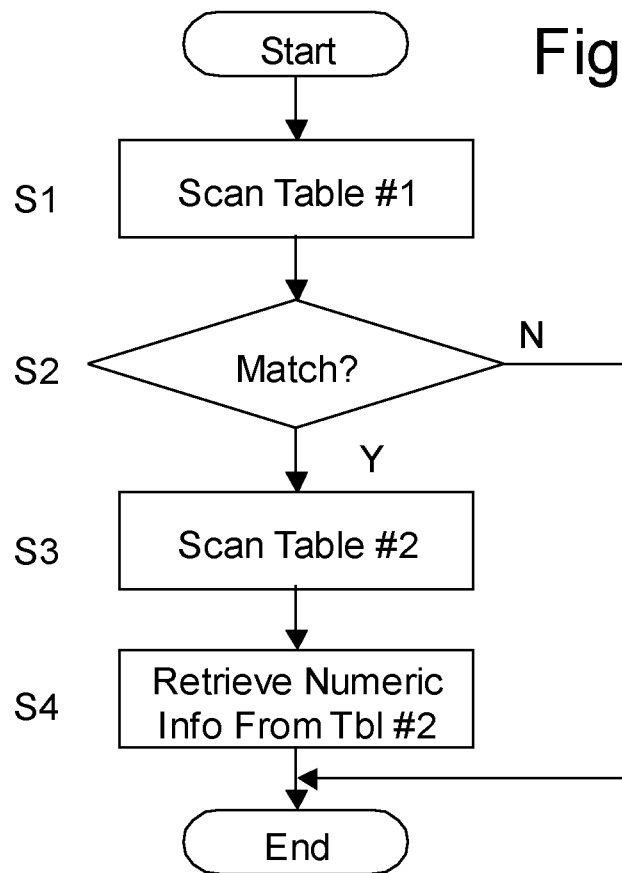 Start
Fig
S1
Scan Table #1
S2
Match?
N
Y
S3
Scan Table #2
S4
Retrieve Numeric
Info From Tbl #2
End